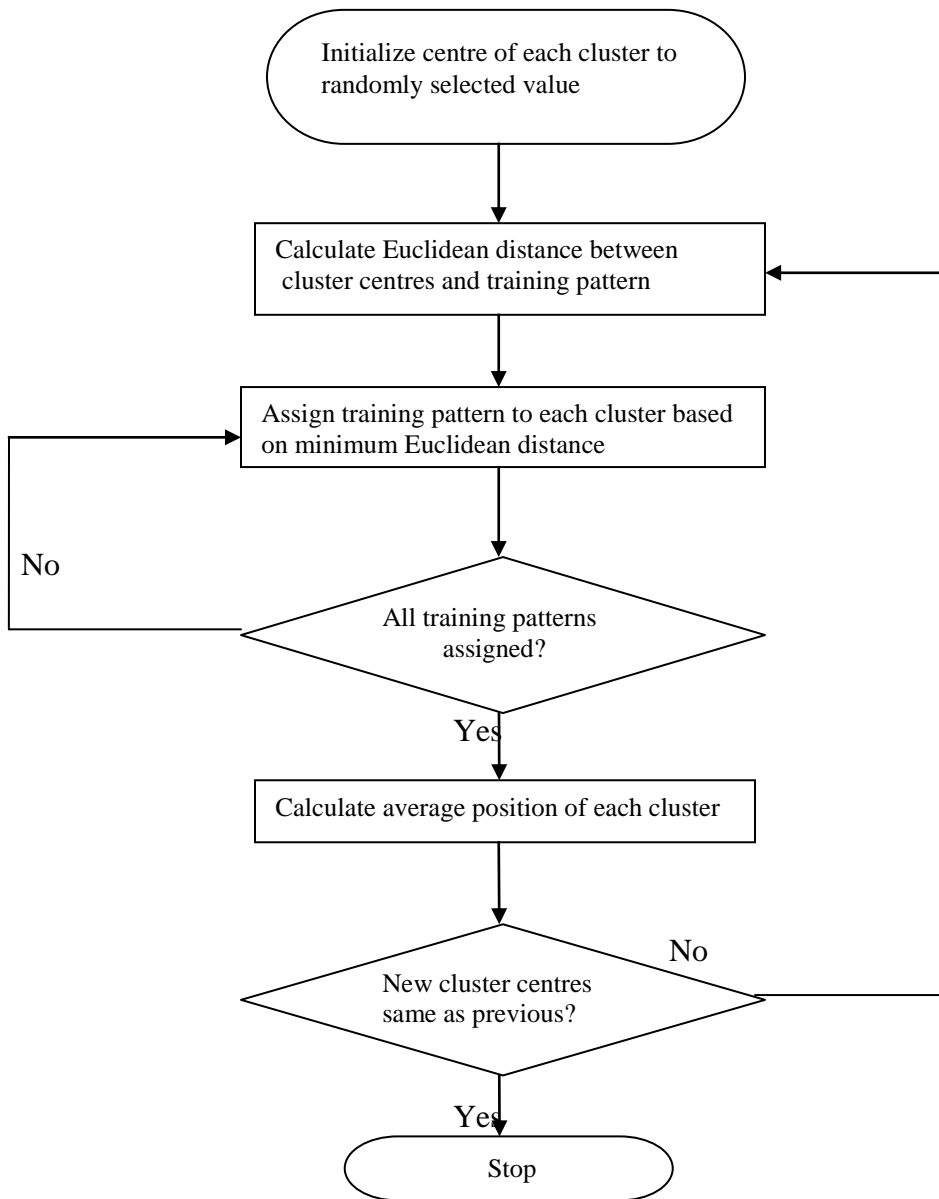 Initialize centre of each cluster to
randomly selected value
Calculate Euclidean distance between
cluster centres and training pattern
Assign training pattern to each cluster based
on minimum Euclidean distance
No
All training patterns
assigned?
Yes
Calculate average position of each cluster
No
New cluster centres
same as previous?
Yes
Stop